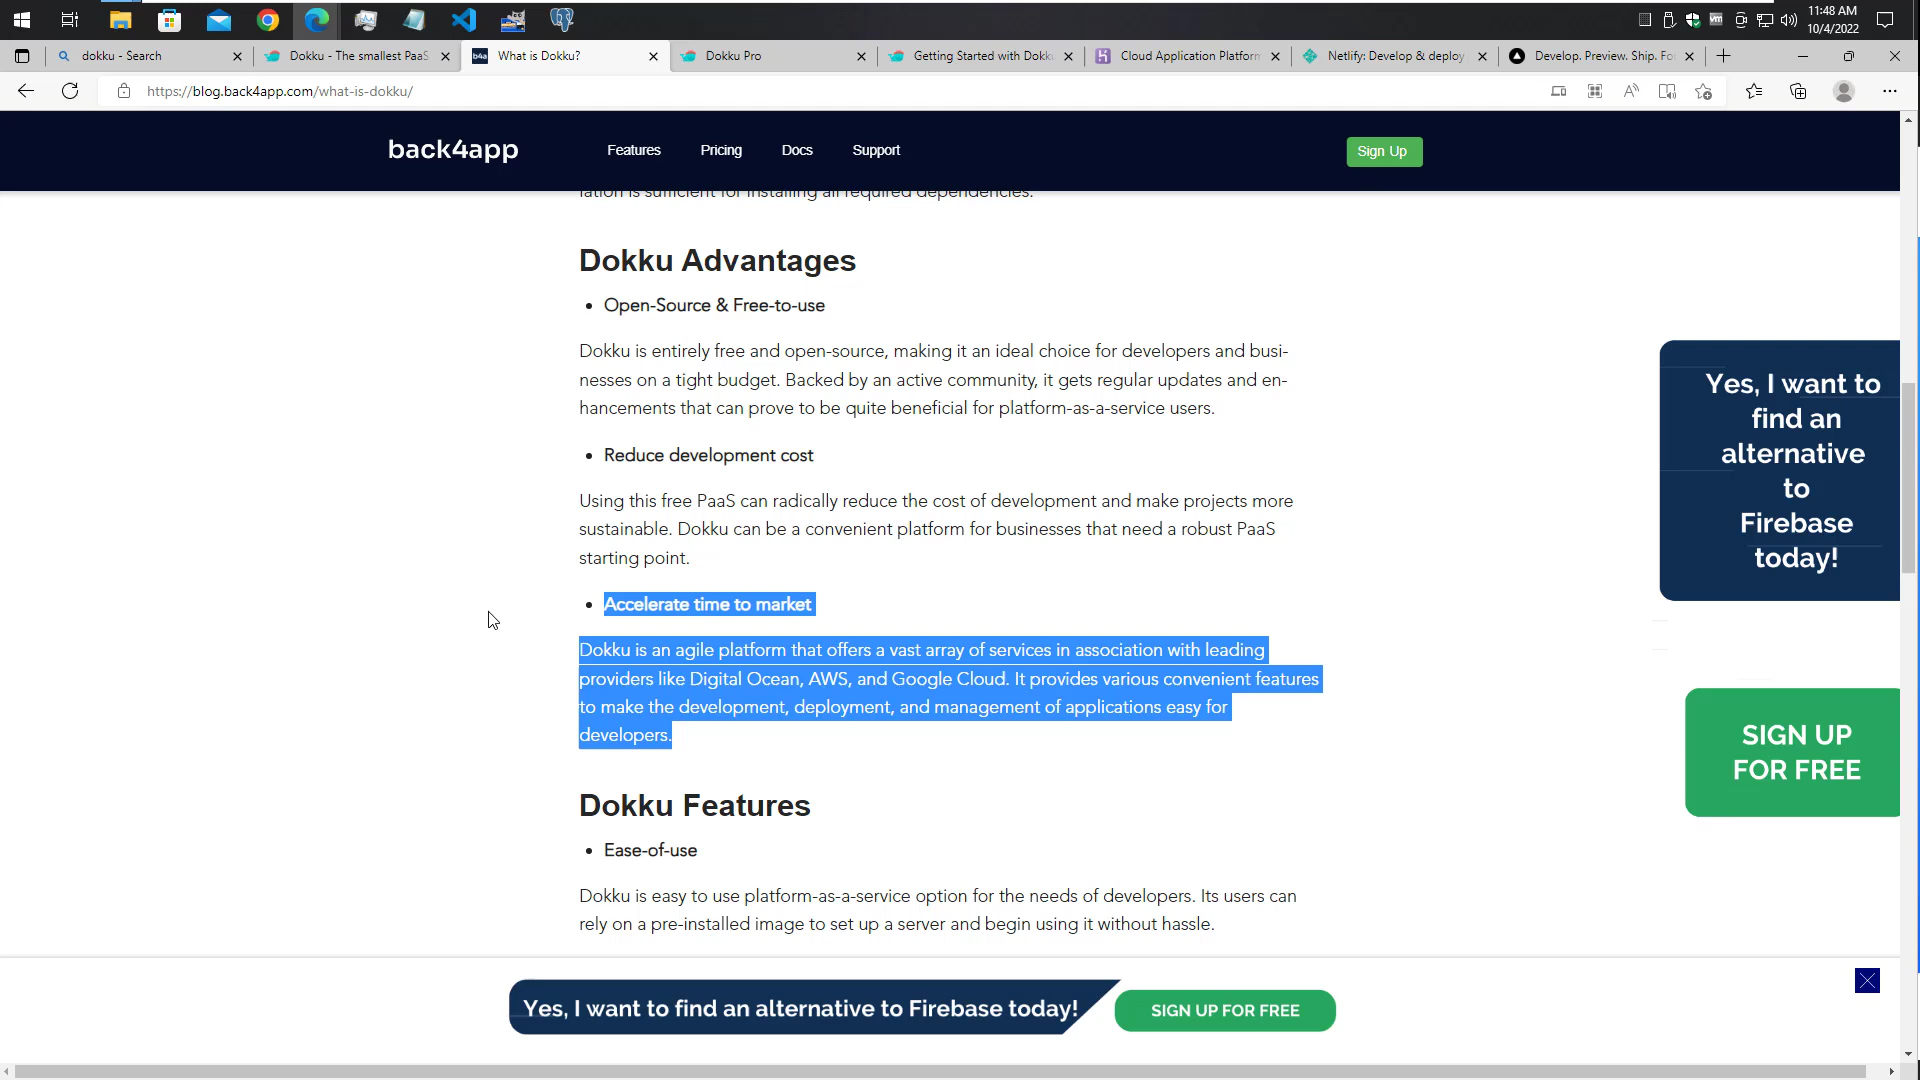 11:48 AM
10/4/2022
dokku - Search
Dokku - The smallest PaaS
b4a
What is Dokku?
Dokku Pro
Getting Started with Dokku
Cloud Application Platform
Netlify: Develop & deploy
Develop. Preview. Ship. Fo
https://blog.back4app.com/what-is-dokku/
back4app
Features
Pricing
Docs
Support
Sign Up
lation is sufficient for installing all required dependencies.
Dokku Advantages
• Open-Source & Free-to-use
Dokku is entirely free and open-source, making it an ideal choice for developers and busi-
nesses on a tight budget. Backed by an active community, it gets regular updates and en-
hancements that can prove to be quite beneficial for platform-as-a-service users.
• Reduce development cost
Using this free PaaS can radically reduce the cost of development and make projects more
sustainable. Dokku can be a convenient platform for businesses that need a robust PaaS
starting point.
• Accelerate time to market
Dokku is an agile platform that offers a vast array of services in association with leading
providers like Digital Ocean, AWS, and Google Cloud. It provides various convenient features
to make the development, deployment, and management of applications easy for
developers.
Dokku Features
• Ease-of-use
Dokku is easy to use platform-as-a-service option for the needs of developers. Its users can
rely on a pre-installed image to set up a server and begin using it without hassle.
Yes, I want to
find an
alternative
to
Firebase
today!
SIGN UP
FOR FREE
Yes, I want to find an alternative to Firebase today!
SIGN UP FOR FREE